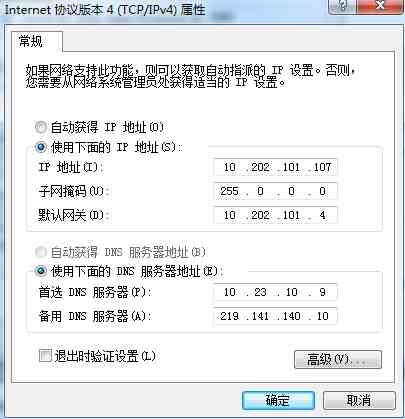 Internet 协议版本 4 (TCP/IPv4) 属性
常规
如果网络支持此功能，则可以获取自动指派的 IP 设置。否则，
您需要从网络系统管理员处获得适当的 IP 设置。
自动获得 IP 地址(O)
使用下面的 IP 地址(S):
IP 地址(I): 10 .202 .101 .107
子网掩码(U): 255 . 0 . 0 . 0
默认网关(D): 10 .202 .101 . 4
自动获得 DNS 服务器地址(B)
使用下面的 DNS 服务器地址(E):
首选 DNS 服务器(P): 10 . 23 . 10 . 9
备用 DNS 服务器(A): 219 .141 .140 . 10
退出时验证设置(L)
高级(V)...
确定 取消